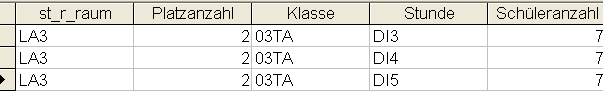 st_r_raum Platzanzahl Klasse Stunde Schüleranzahl
LA3 2 03TA DI3 7
LA3 2 03TA DI4 7
LA3 2 03TA DI5 7